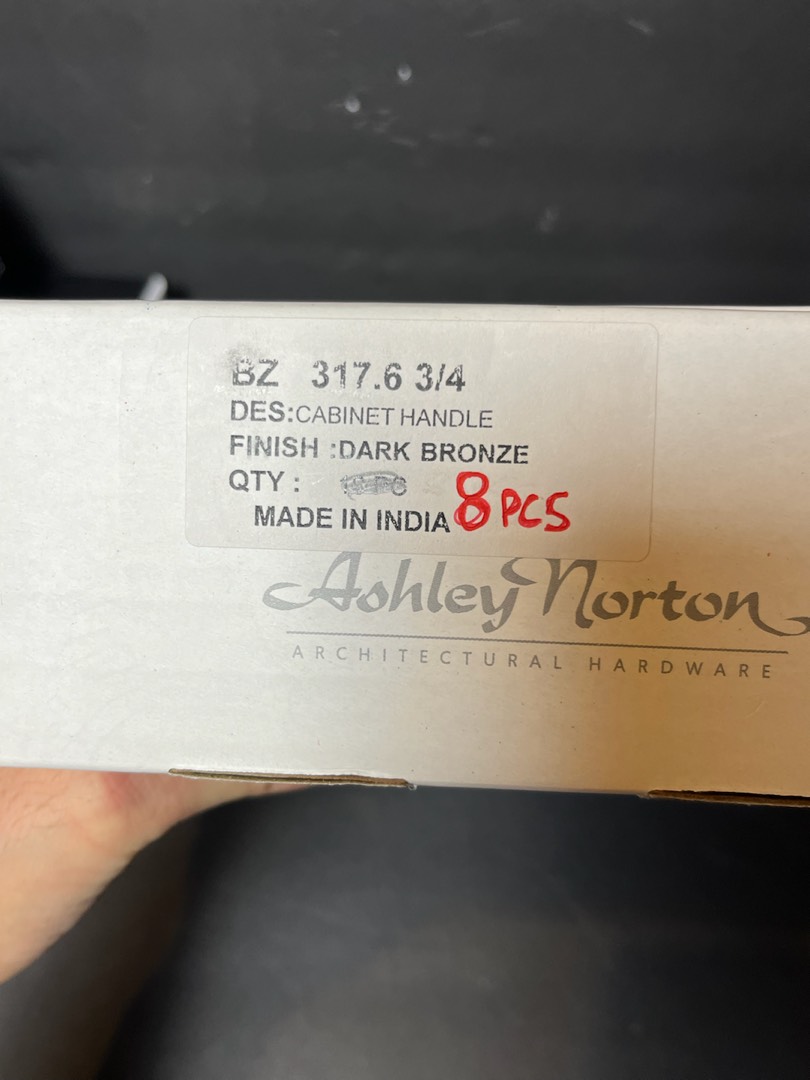 BZ 317.6 3/4
DES:CABINET HANDLE
FINISH :DARK BRONZE
QTY : 8 PCS
MADE IN INDIA
Ashley Norton
ARCHITECTURAL HARDWARE